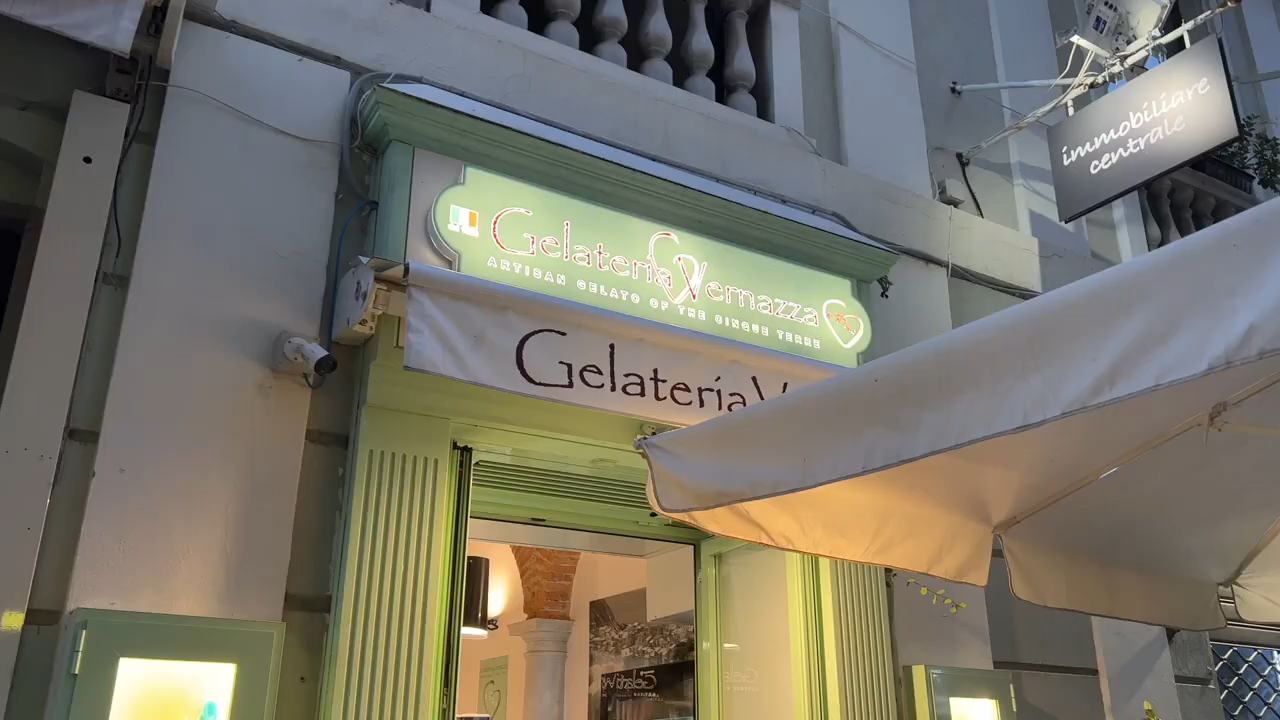 immobiliare
centrale
Gelateria Vernazza
ARTISAN GELATO OF THE CINQUE TERRE
Gelateria V